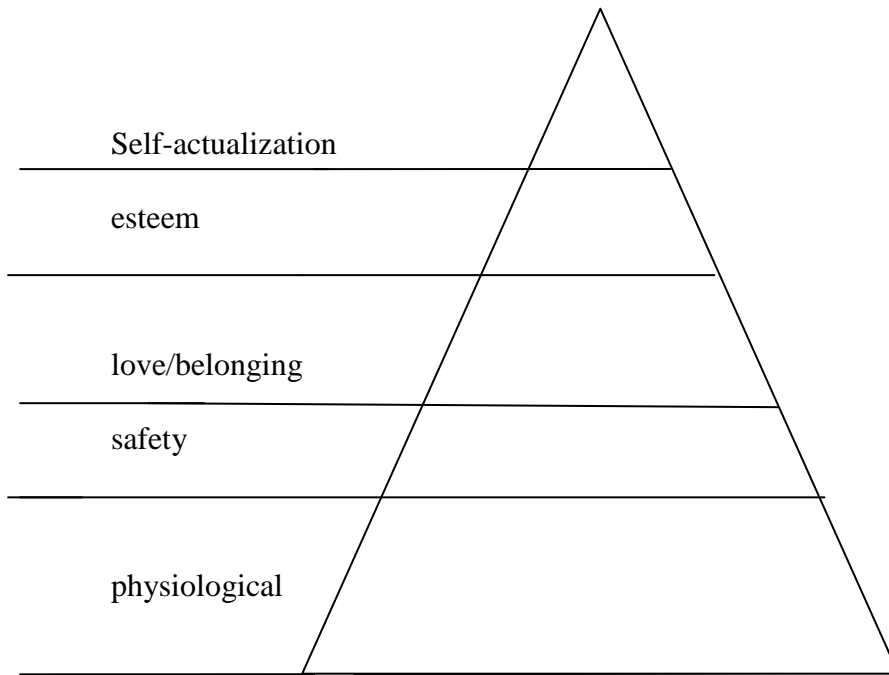 Self-actualization
esteem
love/belonging
safety
physiological